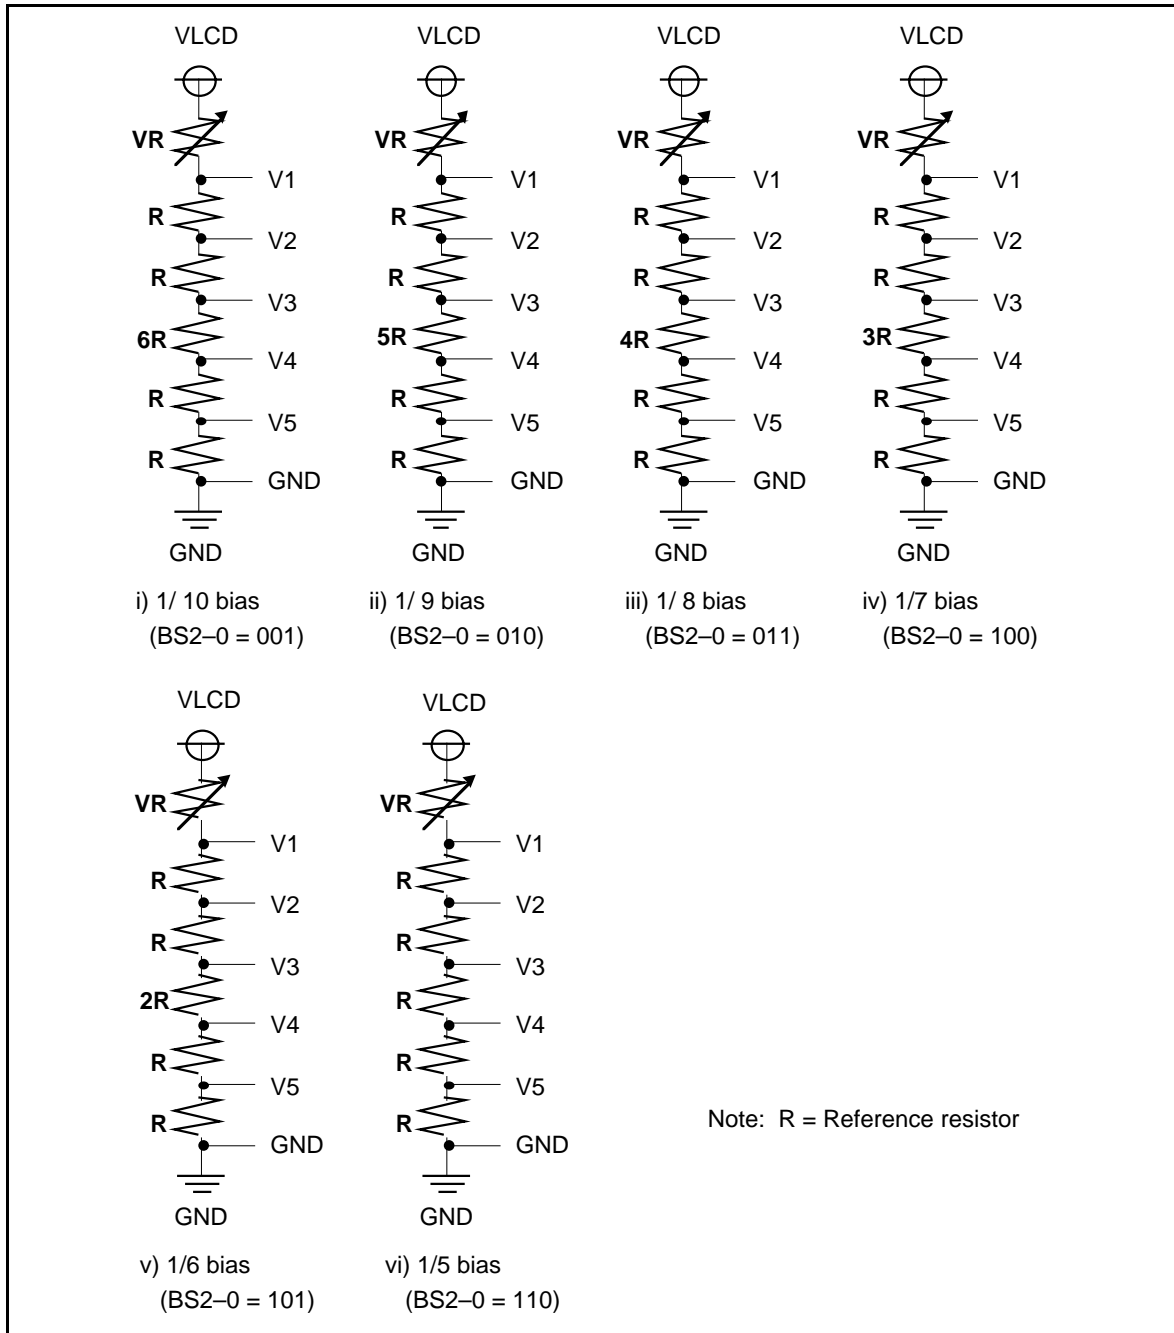 VLCD VLCD VLCD VLCD
VR VR VR VR
V1 V1 V1 V1
R R R R
V2 V2 V2 V2
R R R R
V3 V3 V3 V3
6R 5R 4R 3R
V4 V4 V4 V4
R R R R
V5 V5 V5 V5
R R R R
GND GND GND GND
GND GND GND GND
i) 1/ 10 bias ii) 1/ 9 bias iii) 1/ 8 bias iv) 1/7 bias
(BS2–0 = 001) (BS2–0 = 010) (BS2–0 = 011) (BS2–0 = 100)
VLCD VLCD
VR VR
V1 V1
R R
V2 V2
R R
V3 V3
2R R
V4 V4
R R
V5 V5
R R
Note: R = Reference resistor
GND GND
GND GND
v) 1/6 bias vi) 1/5 bias
(BS2–0 = 101) (BS2–0 = 110)